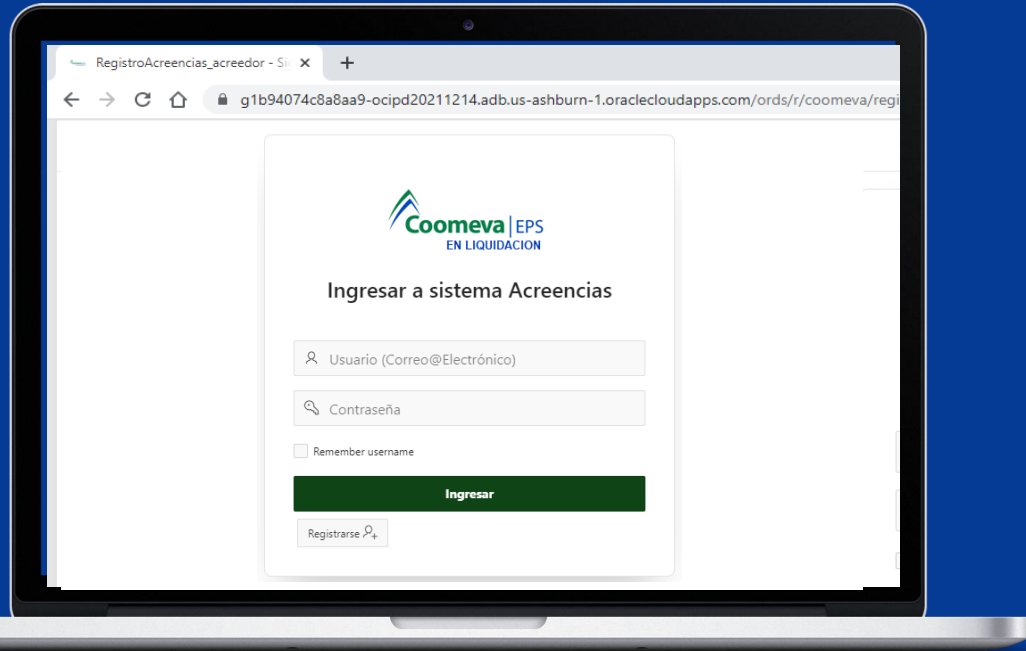 RegistroAcreencias_acreedor - Si
g1b94074c8a8aa9-ocipd20211214.adb.us-ashburn-1.oraclecloudapps.com/ords/r/coomeva/regi
Coomeva | EPS
EN LIQUIDACION
Ingresar a sistema Acreencias
Usuario (Correo@Electrónico)
Contraseña
Remember username
Ingresar
Registrarse